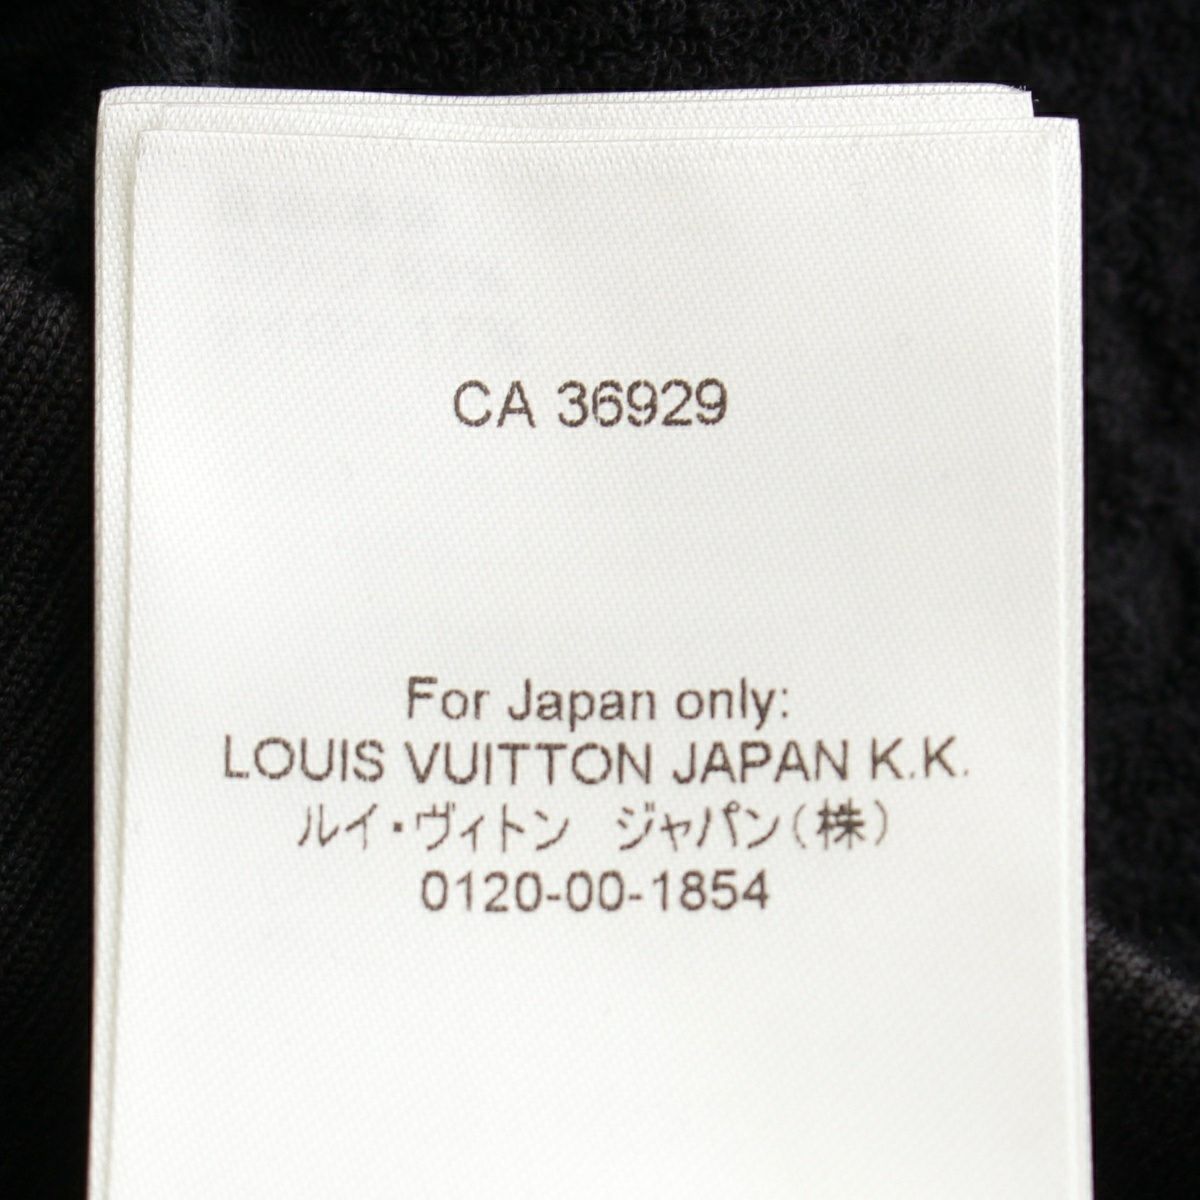 CA 36929
For Japan only:
LOUIS VUITTON JAPAN K.K.
ルイ・ヴィトン　ジャパン(株)
0120-00-1854